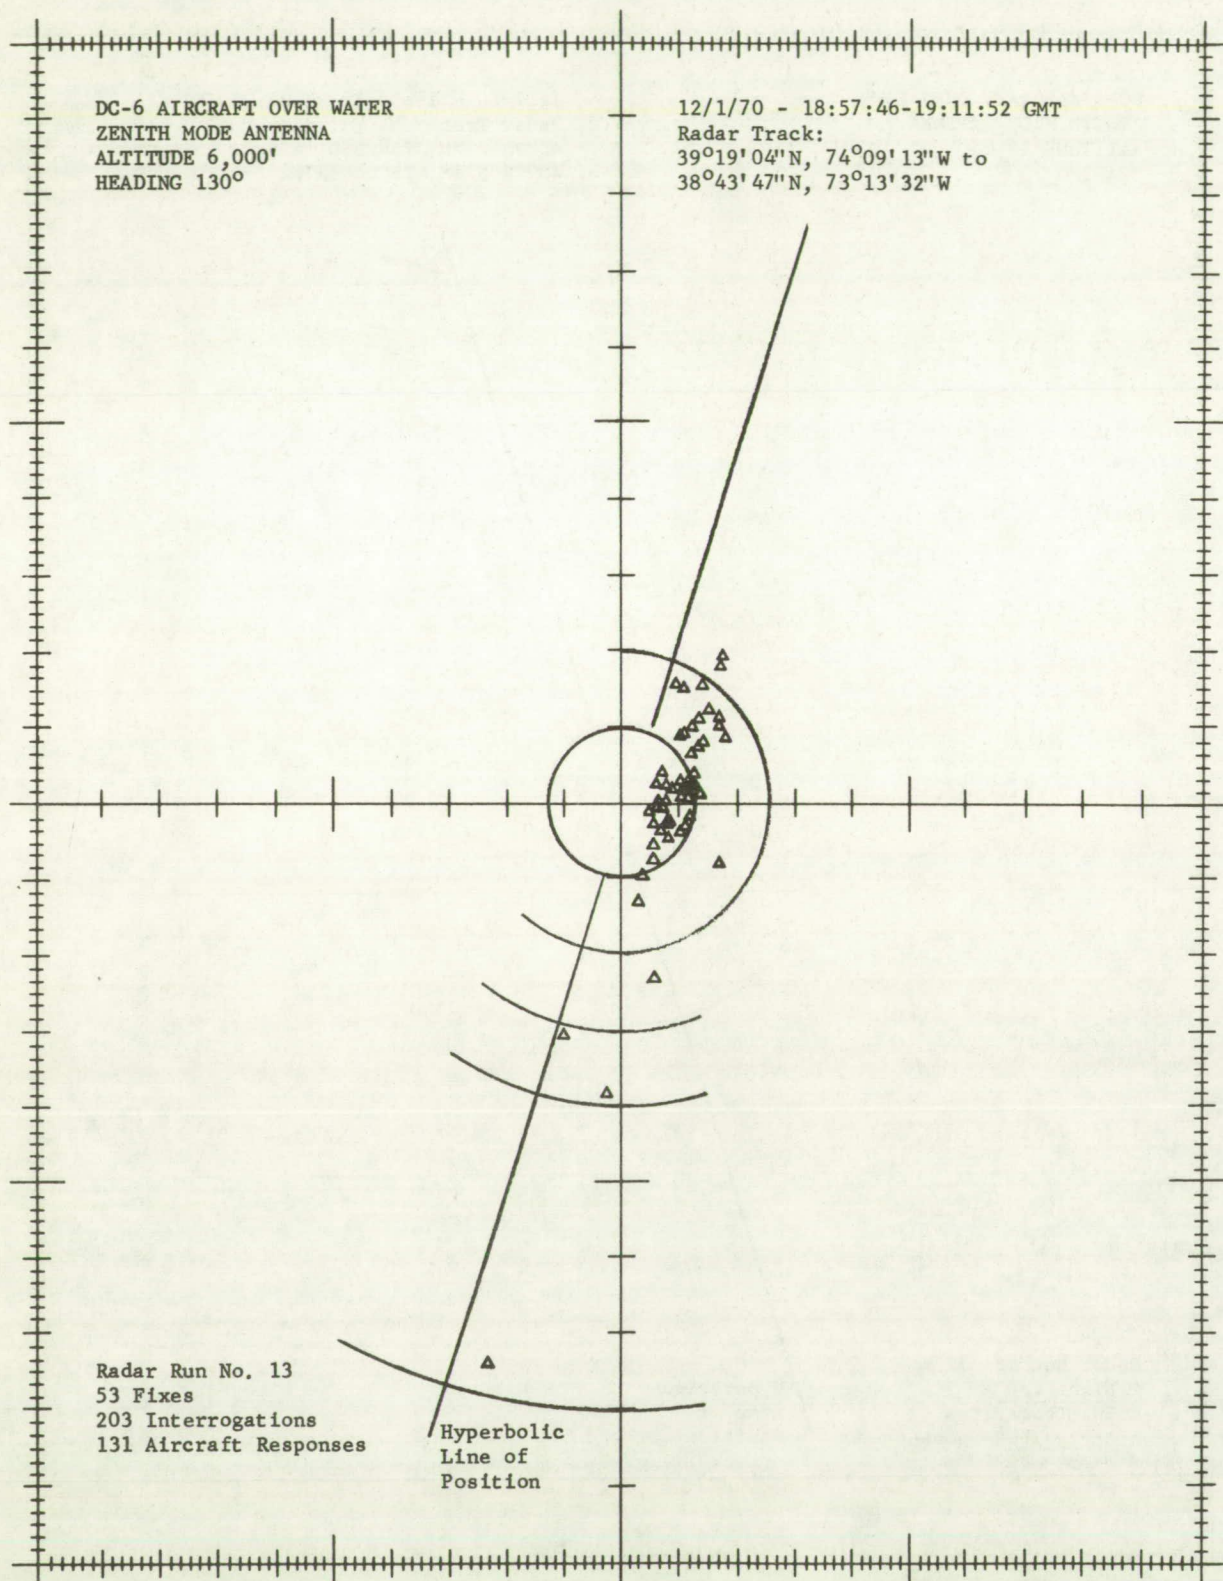 DC-6 AIRCRAFT OVER WATER
ZENITH MODE ANTENNA
ALTITUDE 6,000'
HEADING 130°
12/1/70 - 18:57:46-19:11:52 GMT
Radar Track:
39°19'04"N, 74°09'13"W to
38°43'47"N, 73°13'32"W
Radar Run No. 13
53 Fixes
203 Interrogations
131 Aircraft Responses
Hyperbolic
Line of
Position